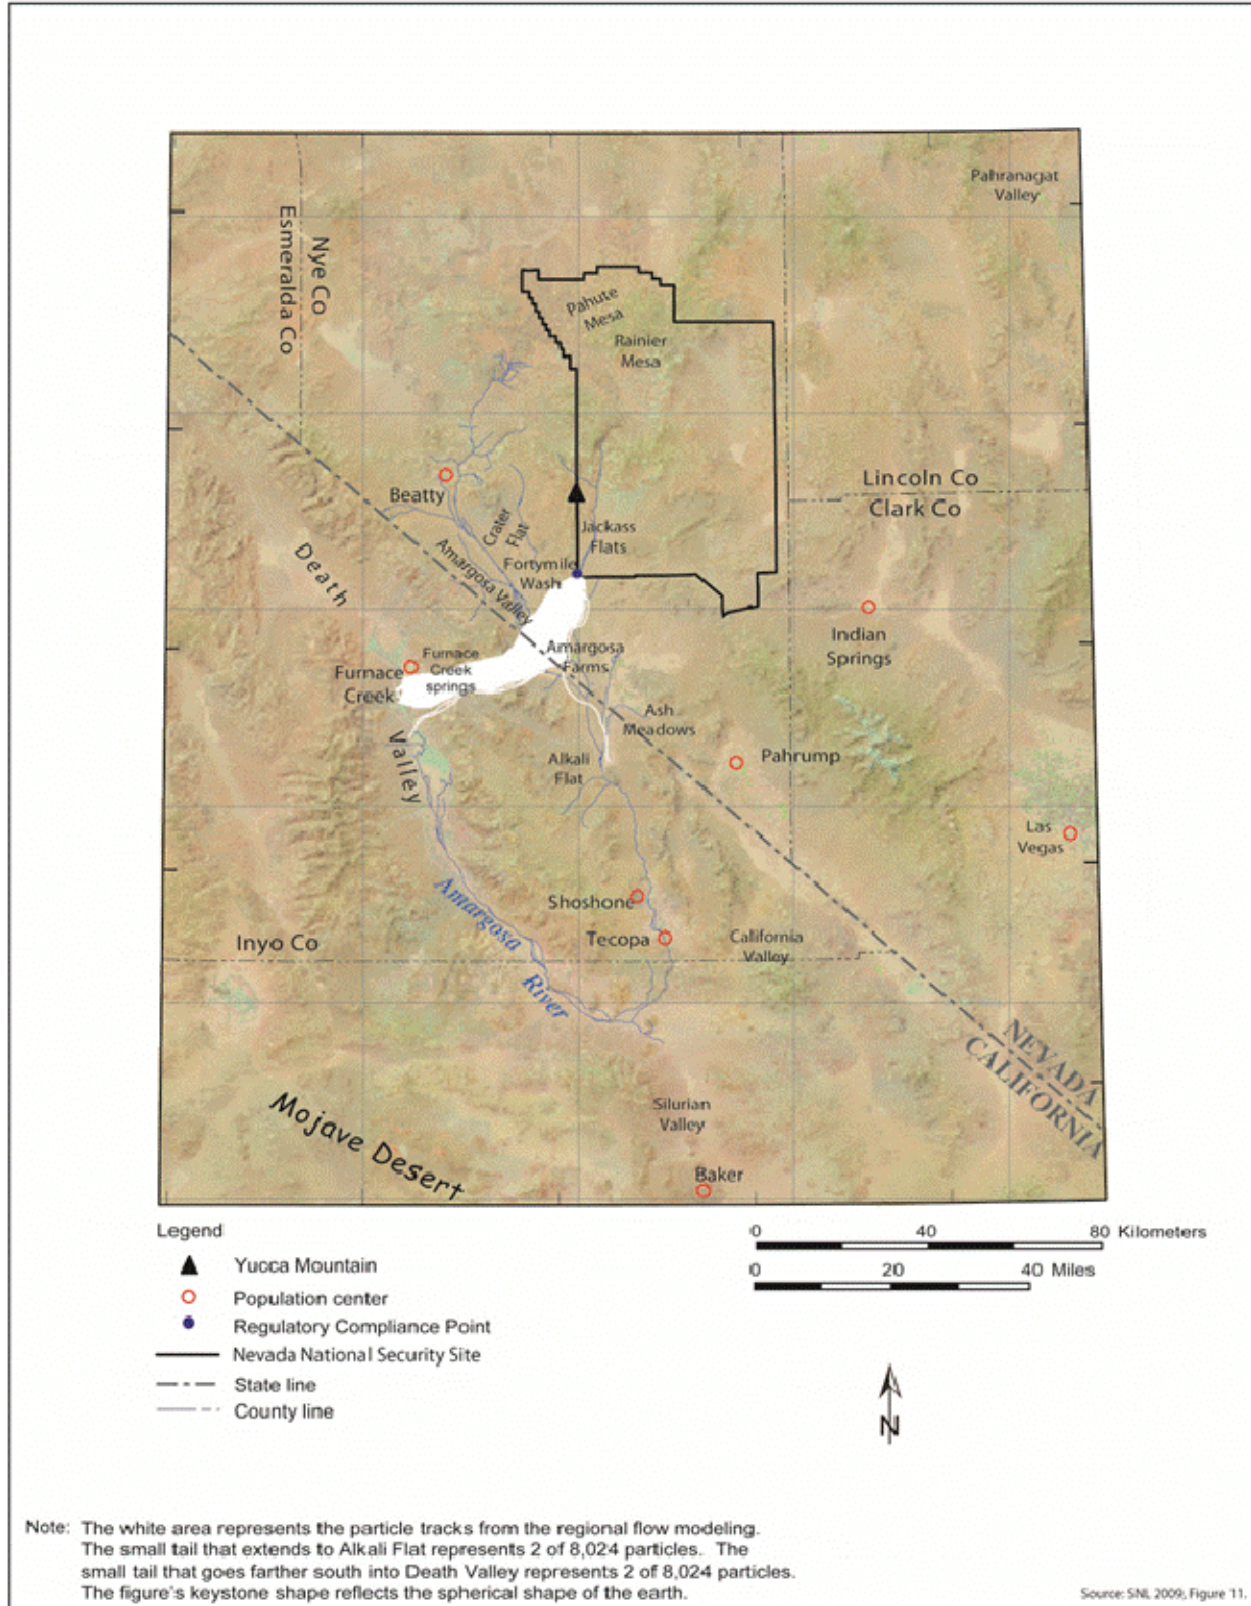 Pahranagat
Valley
Nye Co
Esmeralda Co
Pahute
Mesa
Rainier
Mesa
Lincoln Co
Clark Co
Beatty
Crater
Flat
Jackass
Flats
Death
Valley
Amargosa Valley
Fortymile
Wash
Indian
Springs
Furnace
Creek
Furnace
Creek
springs
Amargosa
Farms
Ash
Meadows
Alkali
Flat
Pahrump
Las
Vegas
Amargosa
River
Shoshone
Tecopa
Callifornia
Valley
Inyo Co
NEVADA
CALIFORNIA
Mojave Desert
Silurian
Valley
Baker
Legend
Yucca Mountain
Population center
Regulatory Compliance Point
Nevada National Security Site
State line
County line
0 40 80 Kilometers
0 20 40 Miles
N
Note: The white area represents the particle tracks from the regional flow modeling.
The small tail that extends to Alkali Flat represents 2 of 8,024 particles. The
small tail that goes farther south into Death Valley represents 2 of 8,024 particles.
The figure's keystone shape reflects the spherical shape of the earth.
Source: SNL 2009, Figure 11.